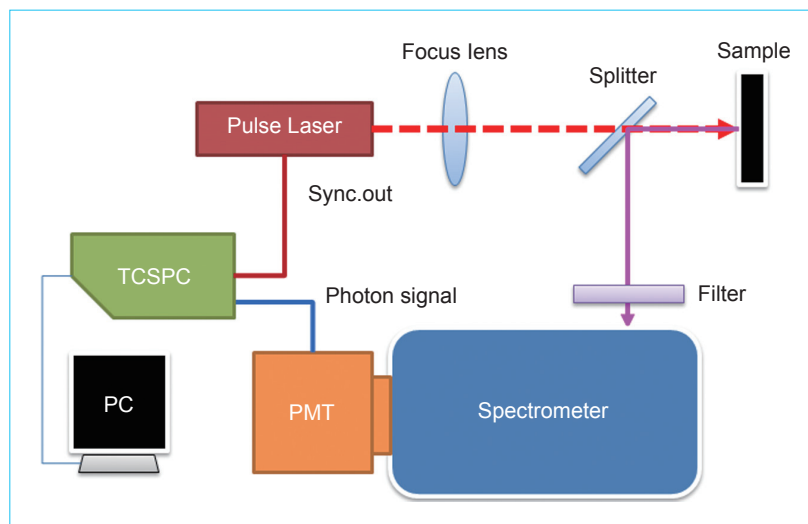 Focus lens
Sample
Splitter
Pulse Laser
Sync.out
TCSPC
Photon signal
Filter
PC
PMT
Spectrometer